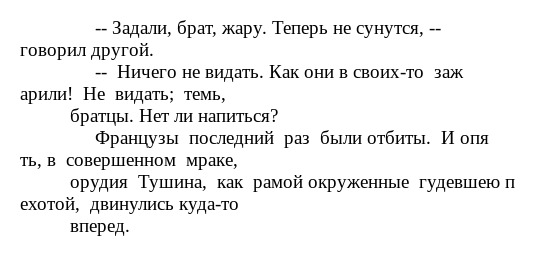 -- Задали, брат, жару. Теперь не сунутся, --
говорил другой.
-- Ничего не видать. Как они в своих-то заж
арили! Не видать; темь,
братцы. Нет ли напиться?
Французы последний раз были отбиты. И опя
ть, в совершенном мраке,
орудия Тушина, как рамой окруженные гудевшею п
ехотой, двинулись куда-то
вперед.